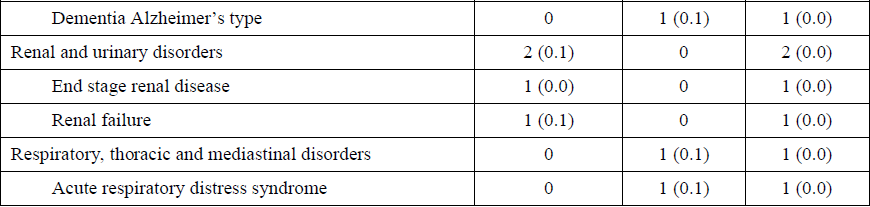 Dementia Alzheimer’s type 0 1 (0.1) 1 (0.0)
Renal and urinary disorders 2 (0.1) 0 2 (0.0)
End stage renal disease 1 (0.0) 0 1 (0.0)
Renal failure 1 (0.1) 0 1 (0.0)
Respiratory, thoracic and mediastinal disorders 0 1 (0.1) 1 (0.0)
Acute respiratory distress syndrome 0 1 (0.1) 1 (0.0)